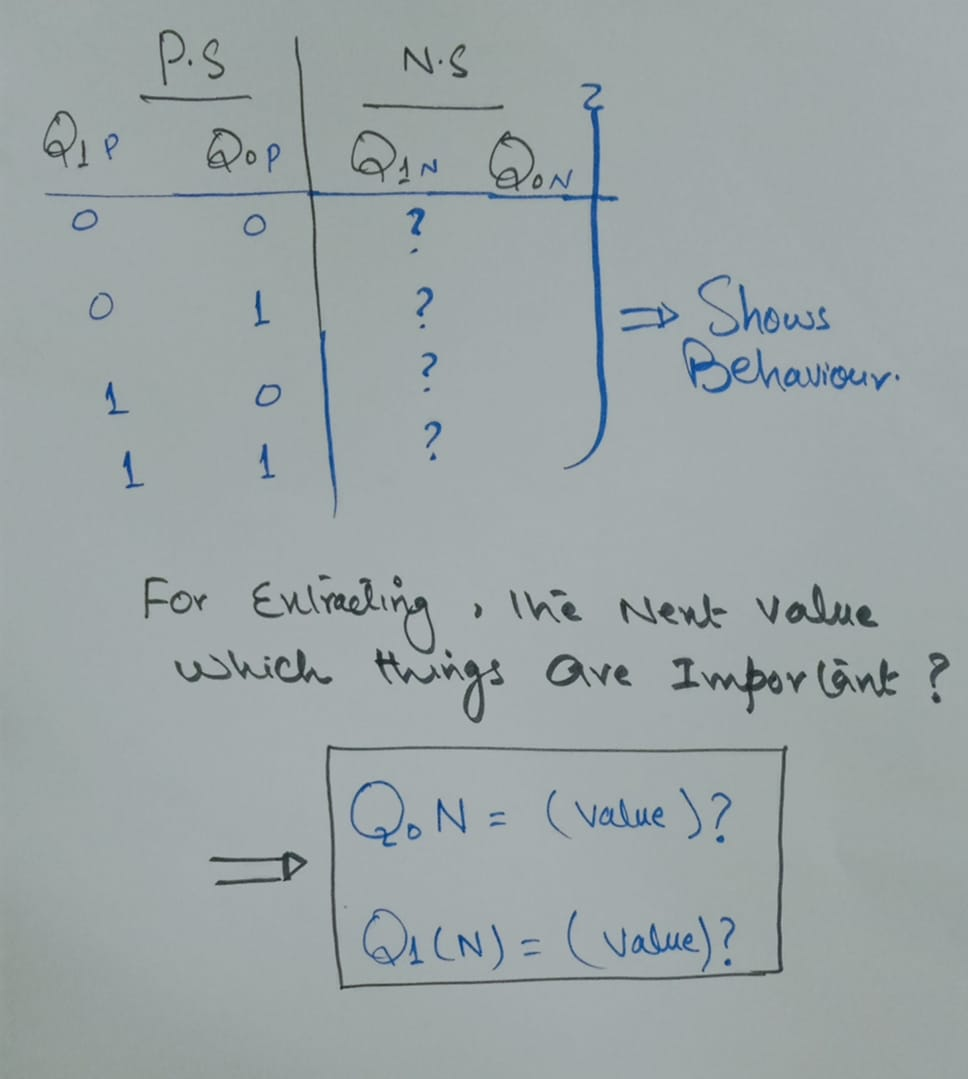 P.S N.S
Q1P Q0P Q1N Q0N }
0 0 ?
0 1 ?
1 0 ?
1 1 ?
⇒ Shows
Behaviour.
For Extracting, the Next value
which things are Important ?
⇒ Q0N = (value)?
Q1(N) = (value)?